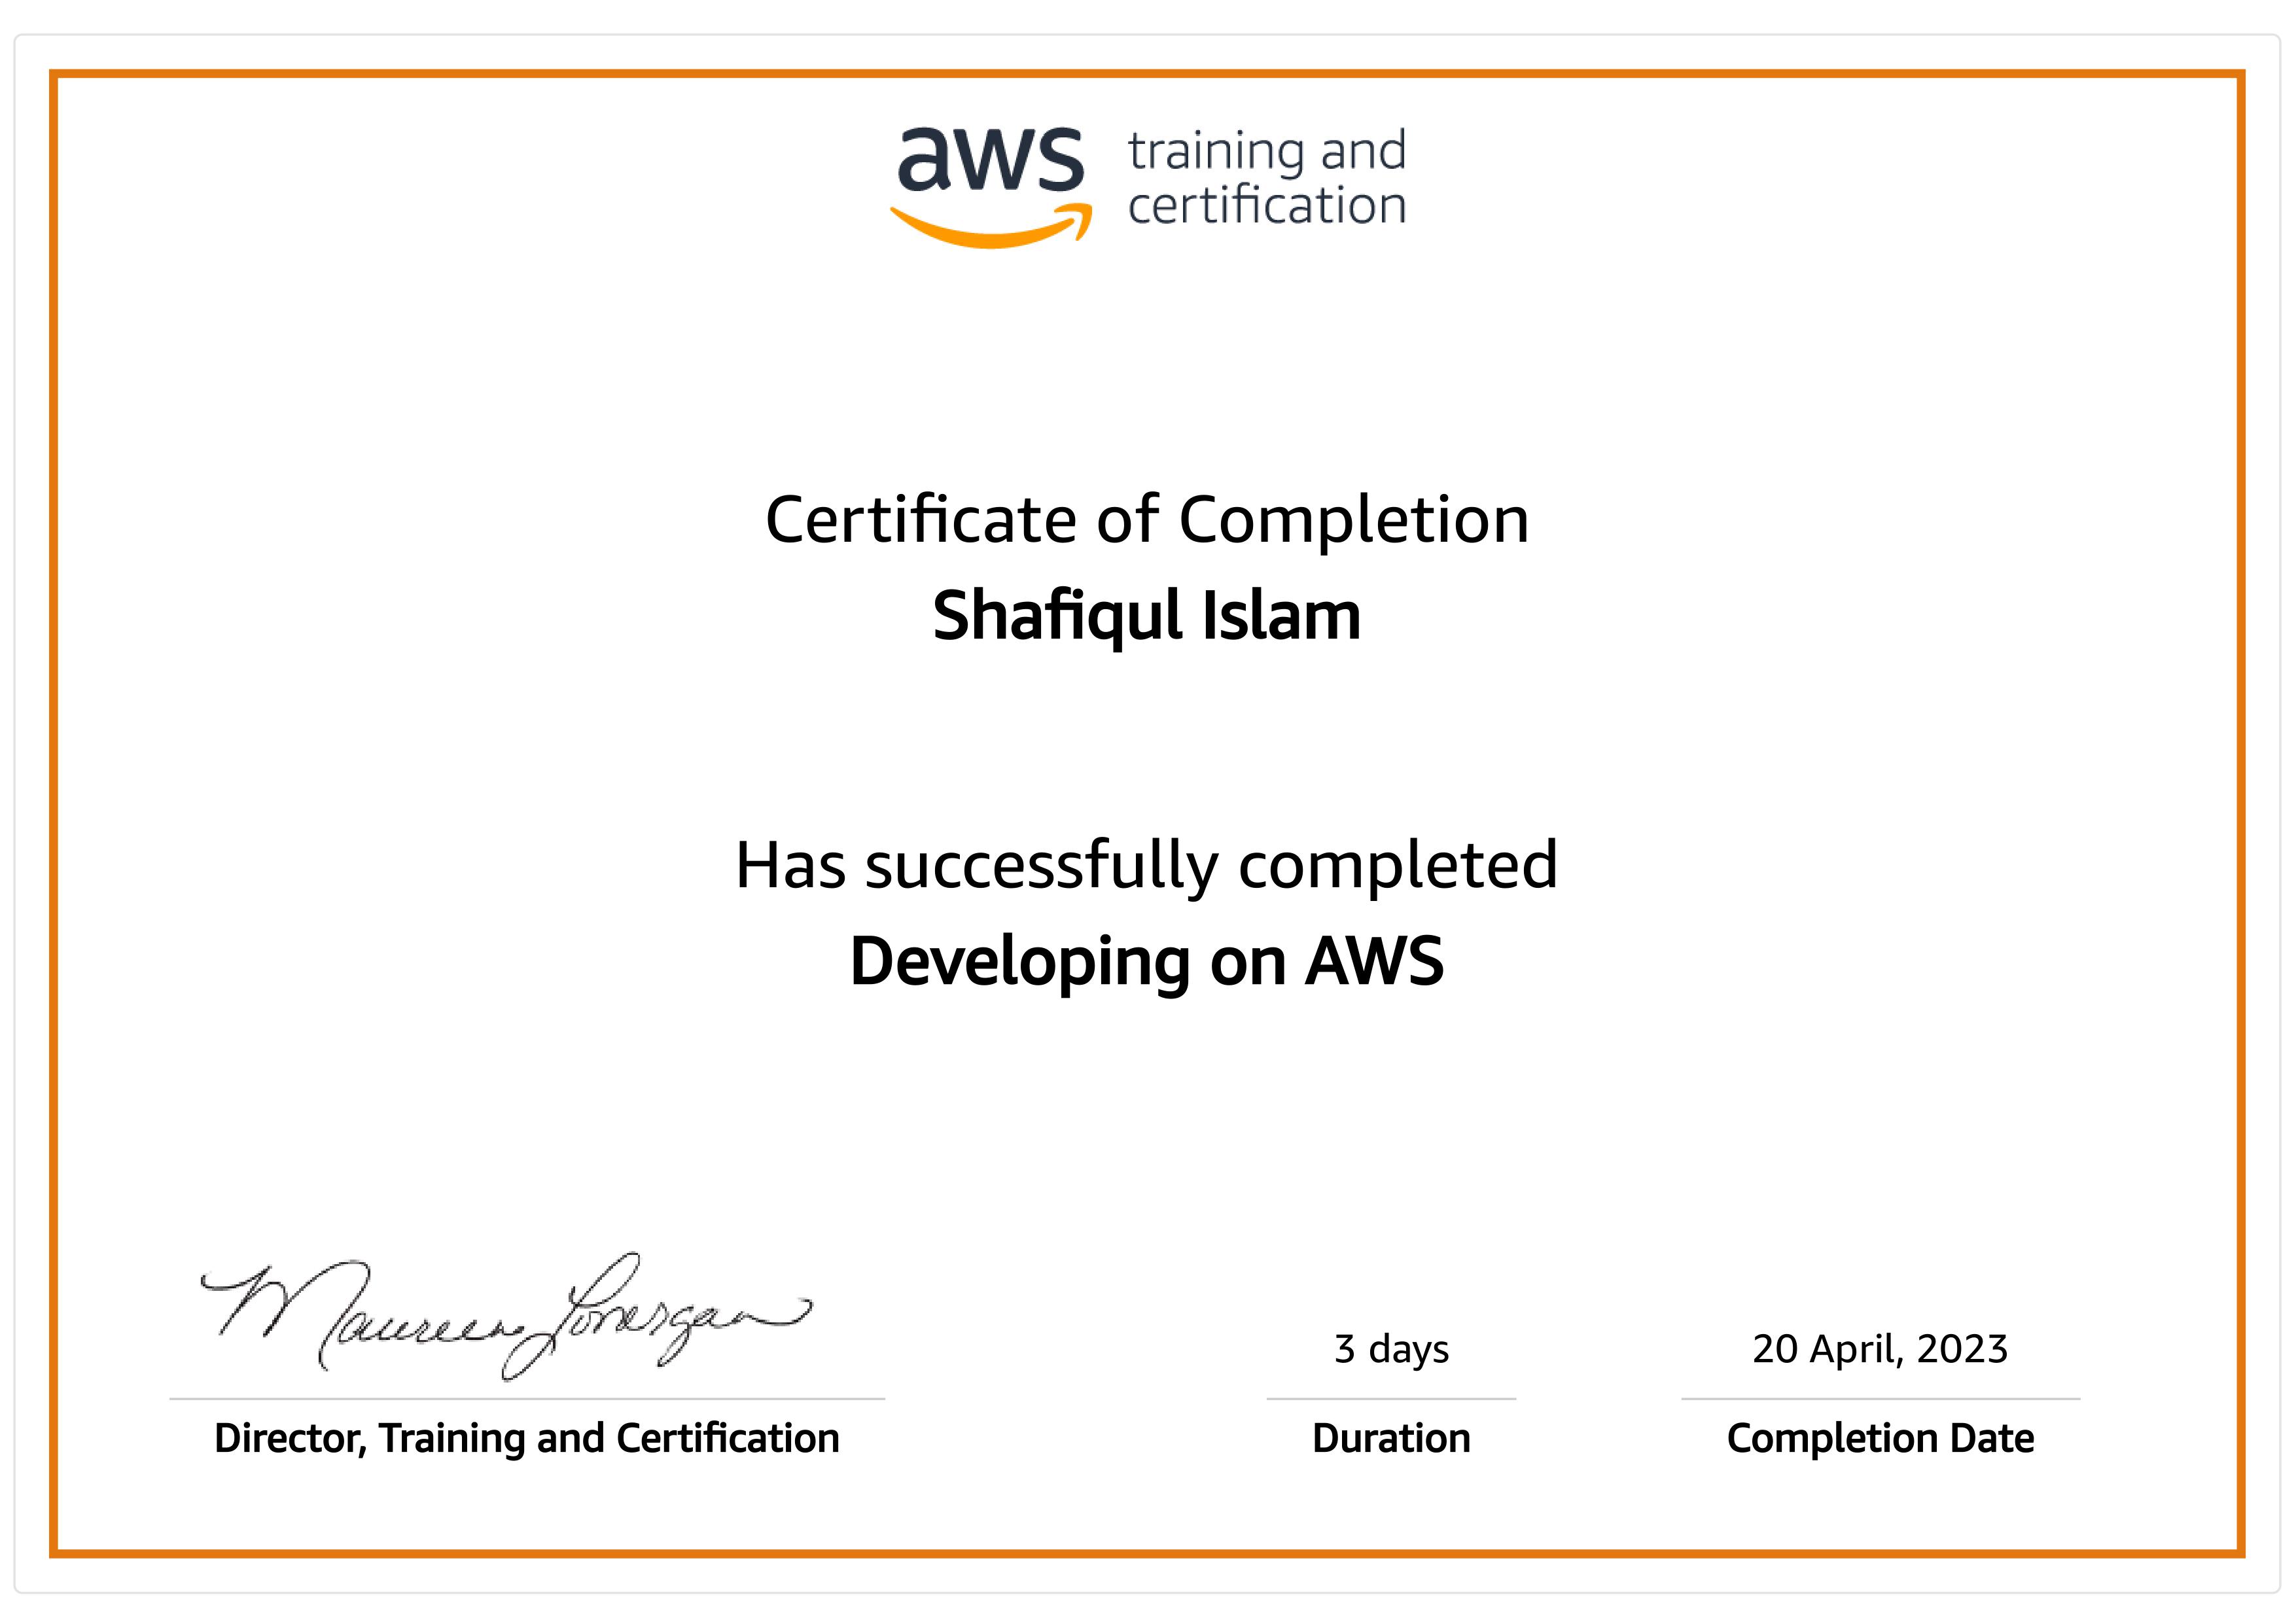 aws training and
certification
Certificate of Completion
Shafiqul Islam
Has successfully completed
Developing on AWS
Maureen Lonergan
3 days
20 April, 2023
Director, Training and Certification
Duration
Completion Date